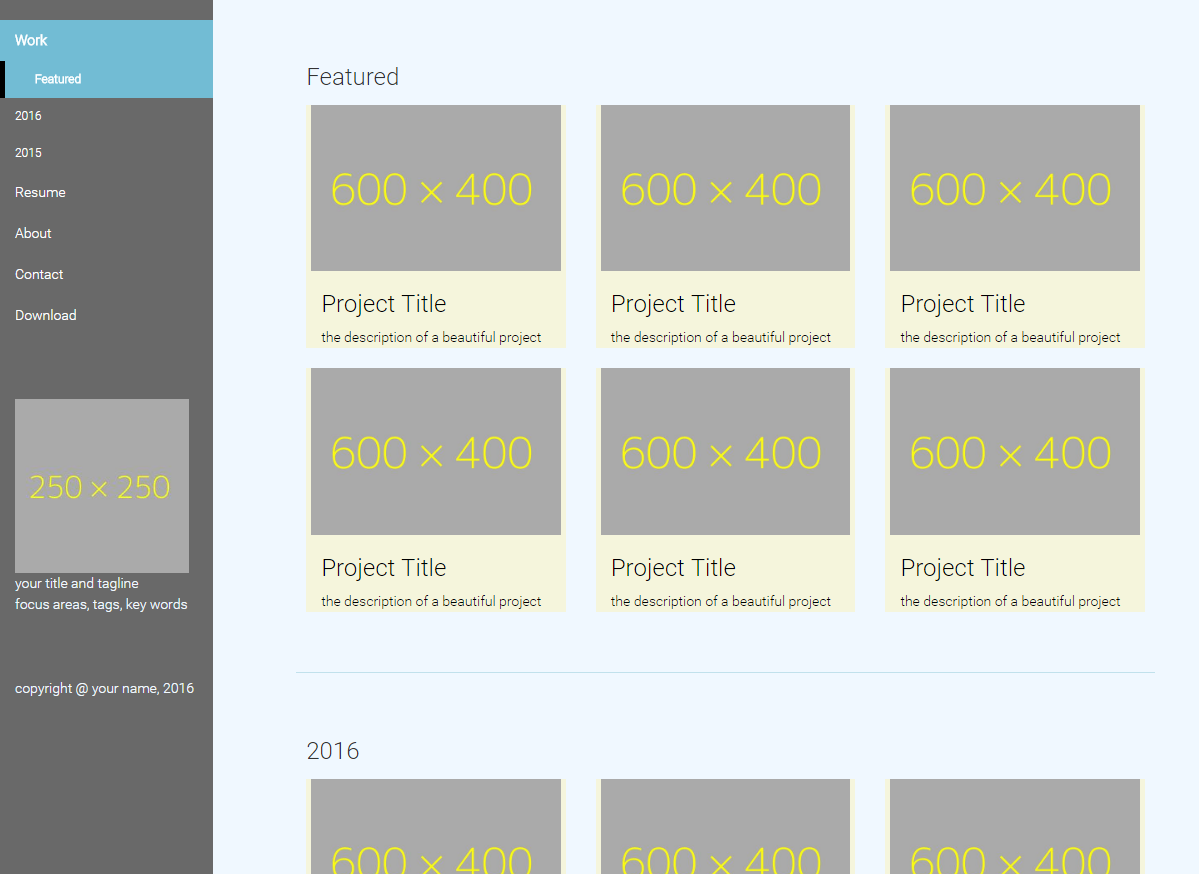 Work
Featured
2016
2015
Resume
About
Contact
Download
250 × 250
your title and tagline
focus areas, tags, key words
copyright @ your name, 2016
Featured
600 × 400 600 × 400 600 × 400
Project Title Project Title Project Title
the description of a beautiful project the description of a beautiful project the description of a beautiful project
600 × 400 600 × 400 600 × 400
Project Title Project Title Project Title
the description of a beautiful project the description of a beautiful project the description of a beautiful project
2016
600 × 400 600 × 400 600 × 400